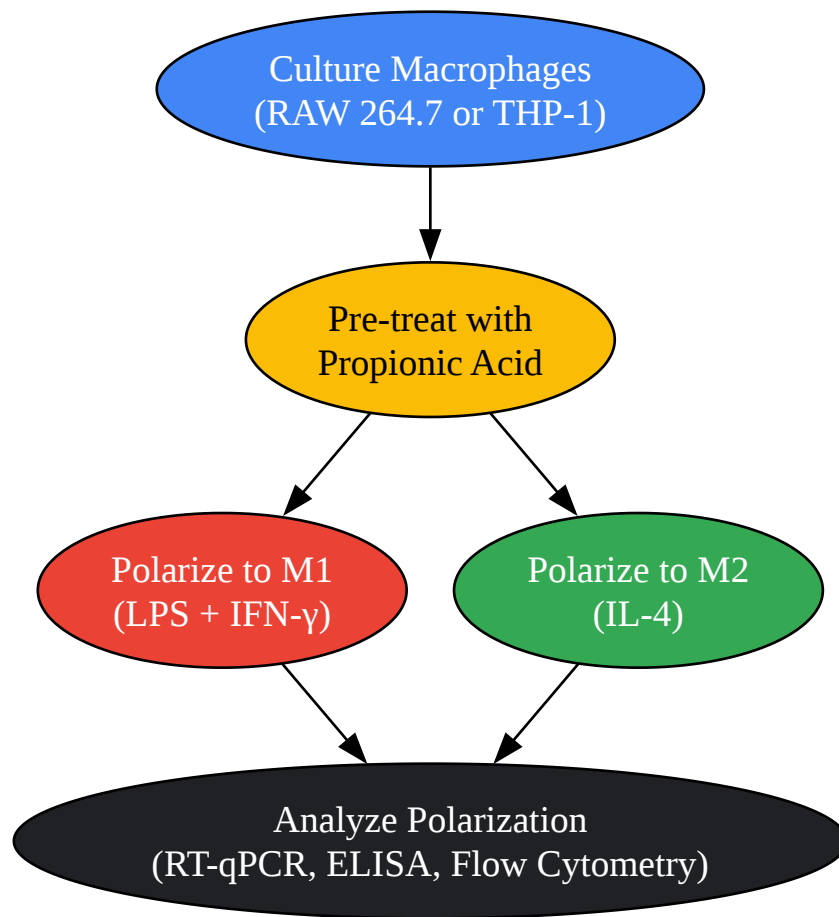 Culture Macrophages
(RAW 264.7 or THP-1)
Pre-treat with
Propionic Acid
Polarize to M1
(LPS + IFN-γ)
Polarize to M2
(IL-4)
Analyze Polarization
(RT-qPCR, ELISA, Flow Cytometry)